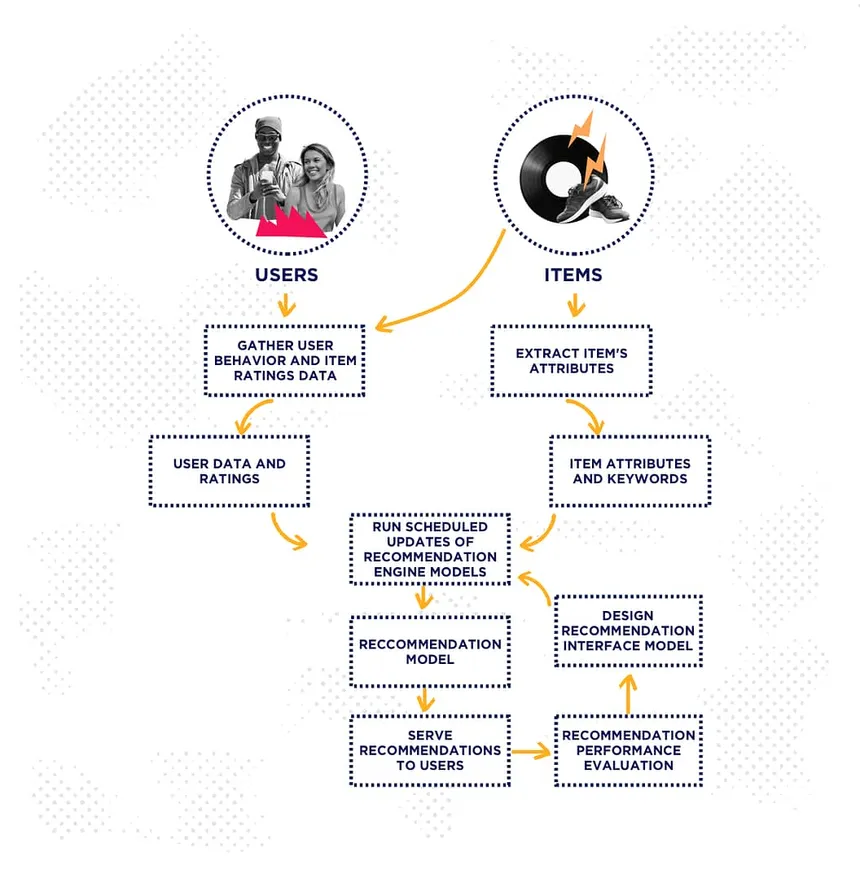 USERS
ITEMS
GATHER USER
BEHAVIOR AND ITEM
RATINGS DATA
EXTRACT ITEM'S
ATTRIBUTES
USER DATA AND
RATINGS
ITEM ATTRIBUTES
AND KEYWORDS
RUN SCHEDULED
UPDATES OF
RECOMMENDATION
ENGINE MODELS
DESIGN
RECOMMENDATION
INTERFACE MODEL
RECCOMMENDATION
MODEL
SERVE
RECOMMENDATIONS
TO USERS
RECOMMENDATION
PERFORMANCE
EVALUATION